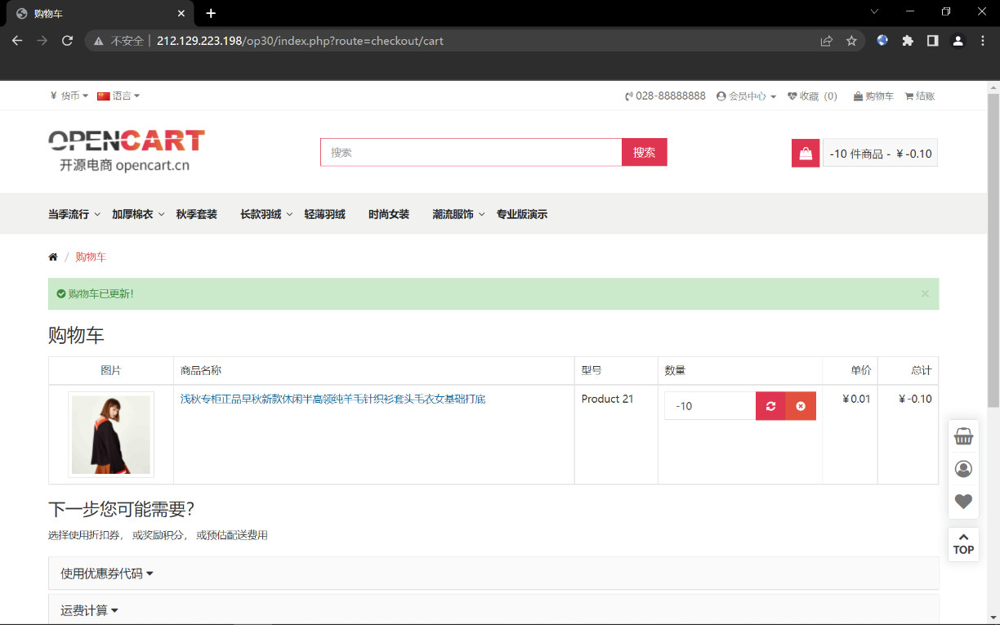 购物车
不安全 | 212.129.223.198/op30/index.php?route=checkout/cart
¥ 货币 语言 028-88888888 会员中心 收藏（0） 购物车 结账
OPENCART
开源电商 opencart.cn
搜索 搜索
-10 件商品 - ￥-0.10
当季流行 加厚棉衣 秋季套装 长款羽绒 轻薄羽绒 时尚女装 潮流服饰 专业版演示
/ 购物车
购物车已更新！ ×
购物车
图片 商品名称 型号 数量 单价 总计
浅秋专柜正品早秋新款休闲半高领纯羊毛针织衫套头毛衣女基础打底 Product 21 -10 ￥0.01 ￥-0.10
下一步您可能需要？
选择使用折扣券， 或奖励积分， 或预估配送费用
TOP
使用优惠券代码
运费计算